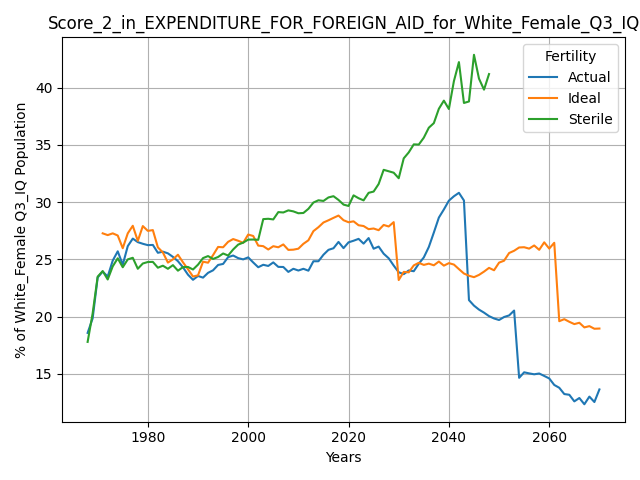 Score_2_in_EXPENDITURE_FOR_FOREIGN_AID_for_White_Female_Q3_IQ
% of White_Female Q3_IQ Population
40
35
30
25
20
15
Fertility
Actual
Ideal
Sterile
1980
2000
2020
2040
2060
Years